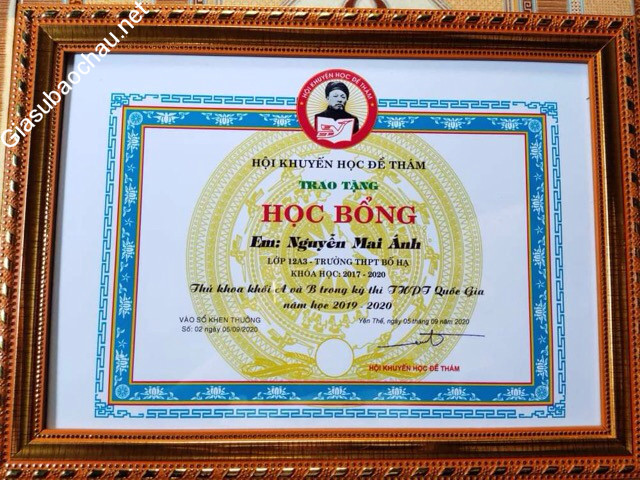 Giasubaochau.net
HỘI KHUYẾN HỌC ĐỀ THÁM
HỘI KHUYẾN HỌC ĐỀ THÁM
TRAO TẶNG
HỌC BỔNG
Em: Nguyễn Mai Ánh
LỚP 12A3 - TRƯỜNG THPT BỐ HẠ
KHÓA HỌC: 2017 - 2020
Thủ khoa khối A và B trong kỳ thi THPT Quốc Gia
năm học 2019 - 2020
VÀO SỔ KHEN THƯỞNG
Số: 02 ngày 06/09/2020
Yên Thế, ngày 05 tháng 09 năm 2020
HỘI KHUYẾN HỌC ĐỀ THÁM